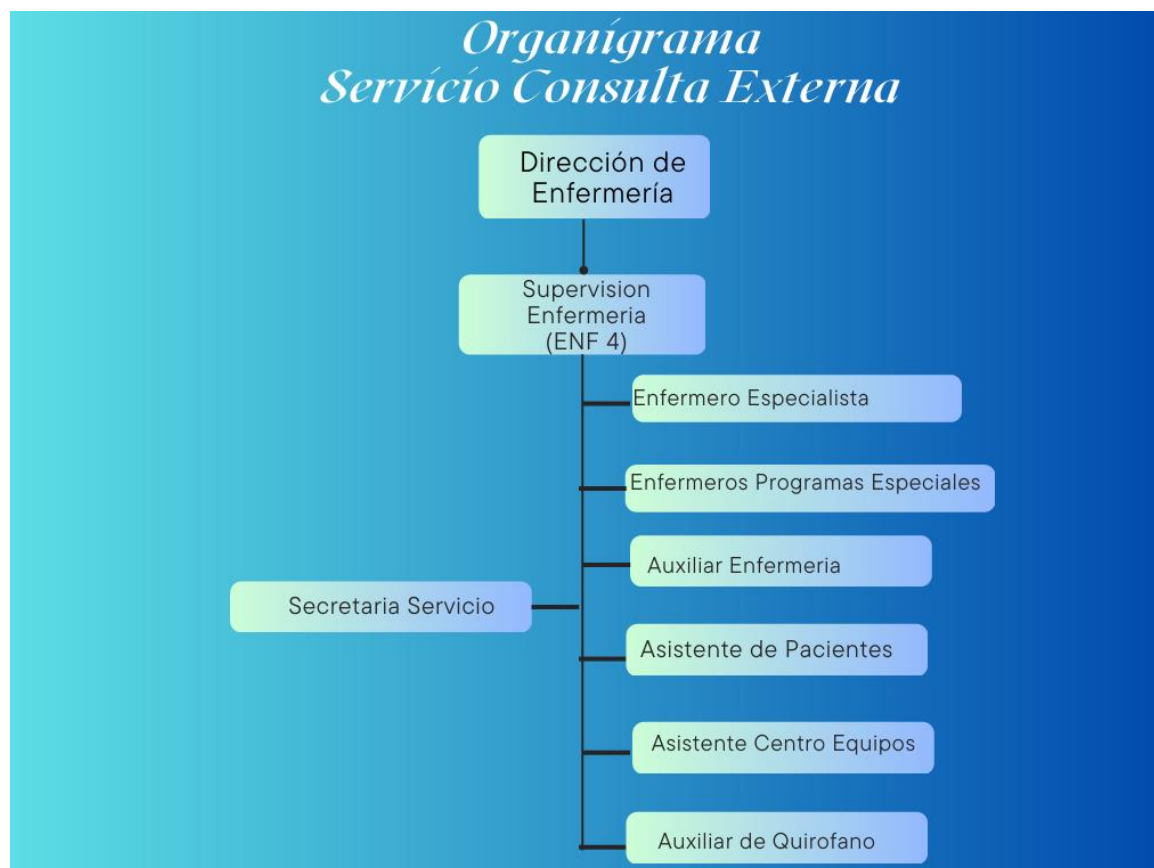 Organigrama
Servicio Consulta Externa
Dirección de
Enfermería
Supervision
Enfermeria
(ENF 4)
Enfermero Especialista
Enfermeros Programas Especiales
Auxiliar Enfermeria
Secretaria Servicio
Asistente de Pacientes
Asistente Centro Equipos
Auxiliar de Quirofano